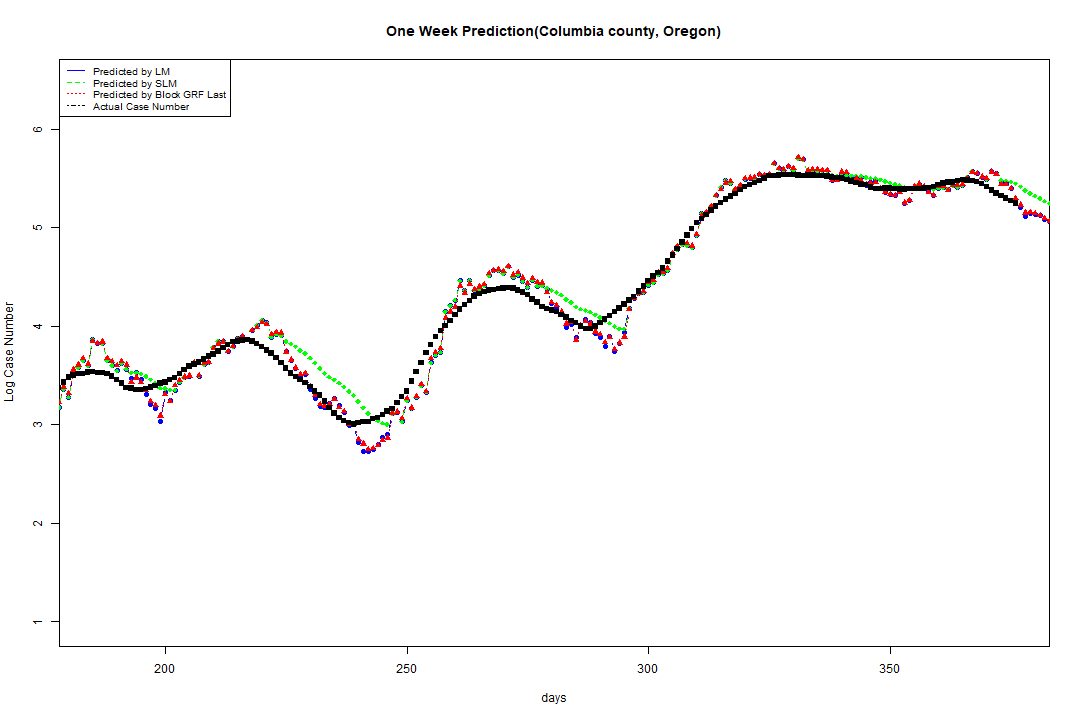 One Week Prediction(Columbia county, Oregon)
Predicted by LM
Predicted by SLM
Predicted by Block GRF Last
Actual Case Number
6
5
4
3
2
1
Log Case Number
200
250
300
350
days